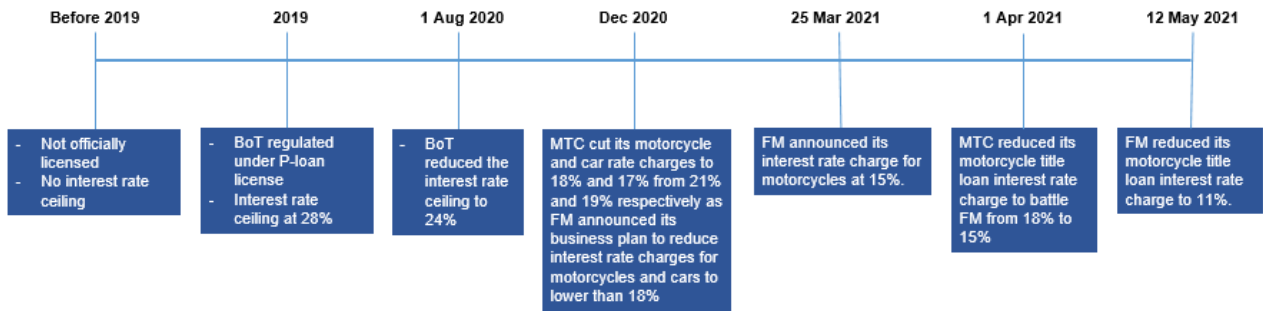 Before 2019
2019
1 Aug 2020
Dec 2020
25 Mar 2021
1 Apr 2021
12 May 2021
- Not officially
licensed
- No interest rate
ceiling
- BoT regulated
under P-loan
license
- Interest rate
ceiling at 28%
- BoT
reduced the
interest rate
ceiling to
24%
MTC cut its motorcycle
and car rate charges to
18% and 17% from 21%
and 19% respectively as
FM announced its
business plan to reduce
interest rate charges for
motorcycles and cars to
lower than 18%
FM announced its
interest rate charge for
motorcycles at 15%.
MTC reduced its
motorcycle title
loan interest rate
charge to battle
FM from 18% to
15%
FM reduced its
motorcycle title
loan interest rate
charge to 11%.